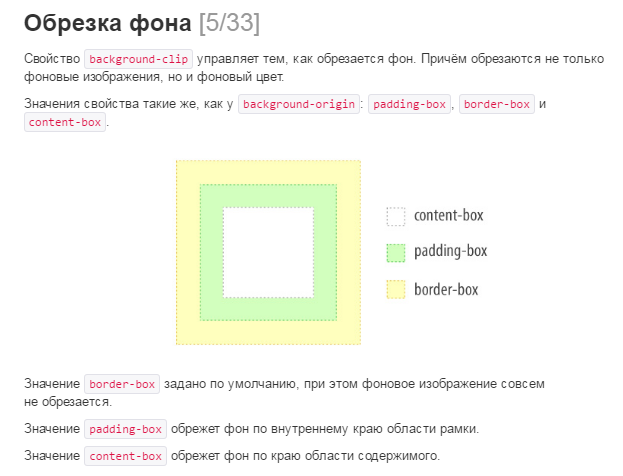 Обрезка фона [5/33]
Свойство background-clip управляет тем, как обрезается фон. Причём обрезаются не только
фоновые изображения, но и фоновый цвет.
Значения свойства такие же, как у background-origin: padding-box, border-box и
content-box.
content-box
padding-box
border-box
Значение border-box задано по умолчанию, при этом фоновое изображение совсем
не обрезается.
Значение padding-box обрежет фон по внутреннему краю области рамки.
Значение content-box обрежет фон по краю области содержимого.